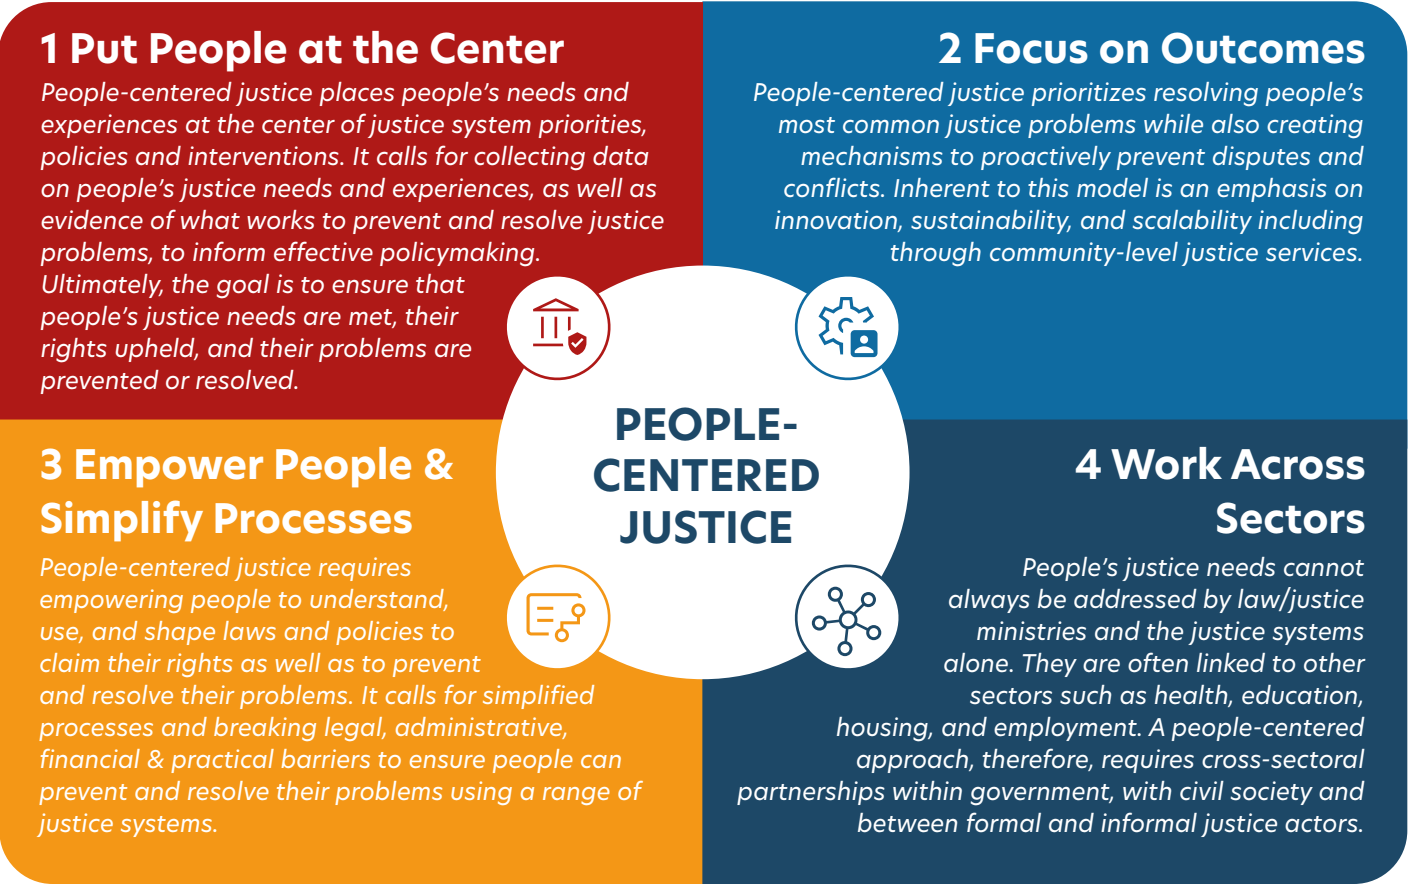 1 Put People at the Center
People-centered justice places people's needs and
experiences at the center of justice system priorities,
policies and interventions. It calls for collecting data
on people's justice needs and experiences, as well as
evidence of what works to prevent and resolve justice
problems, to inform effective policymaking.
Ultimately, the goal is to ensure that
people's justice needs are met, their
rights upheld, and their problems are
prevented or resolved.
2 Focus on Outcomes
People-centered justice prioritizes resolving people's
most common justice problems while also creating
mechanisms to proactively prevent disputes and
conflicts. Inherent to this model is an emphasis on
innovation, sustainability, and scalability including
through community-level justice services.
PEOPLE-
CENTERED
JUSTICE
3 Empower People &
Simplify Processes
People-centered justice requires
empowering people to understand,
use, and shape laws and policies to
claim their rights as well as to prevent
and resolve their problems. It calls for simplified
processes and breaking legal, administrative,
financial & practical barriers to ensure people can
prevent and resolve their problems using a range of
justice systems.
4 Work Across
Sectors
People's justice needs cannot
always be addressed by law/justice
ministries and the justice systems
alone. They are often linked to other
sectors such as health, education,
housing, and employment. A people-centered
approach, therefore, requires cross-sectoral
partnerships within government, with civil society and
between formal and informal justice actors.